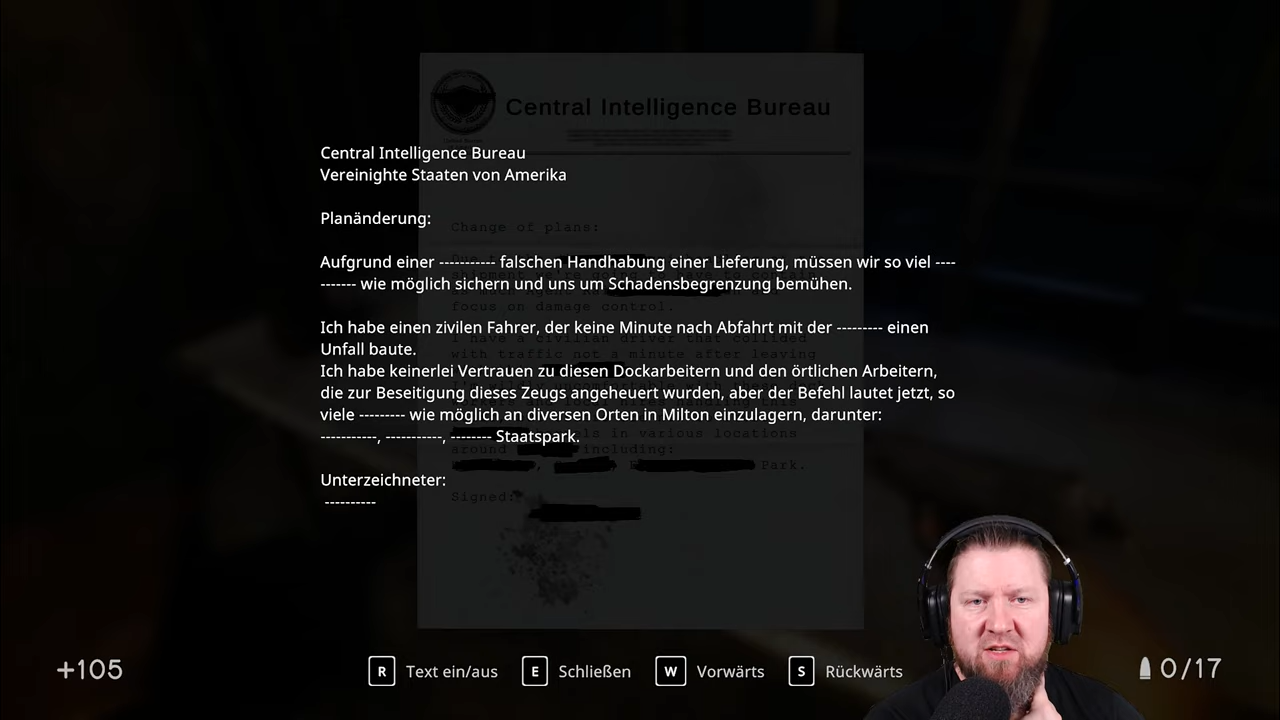 Central Intelligence Bureau
Central Intelligence Bureau
Vereinighte Staaten von Amerika
Planänderung:
Change of plans:
Aufgrund einer ----------- falschen Handhabung einer Lieferung, müssen wir so viel ----
------- wie möglich sichern und uns um Schadensbegrenzung bemühen.
focus on damage control.
Ich habe einen zivilen Fahrer, der keine Minute nach Abfahrt mit der --------- einen
I have a civilian driver that collided
Unfall baute.
with traffic not a minute after leaving
Ich habe keinerlei Vertrauen zu diesen Dockarbeitern und den örtlichen Arbeitern,
die zur Beseitigung dieses Zeugs angeheuert wurden, aber der Befehl lautet jetzt, so
viele --------- wie möglich an diversen Orten in Milton einzulagern, darunter:
in various locations
-----------, -----------, -------- Staatspark.
around including:
Park.
Unterzeichneter:
Signed:
----------
+105
R Text ein/aus E Schließen W Vorwärts S Rückwärts
0/17